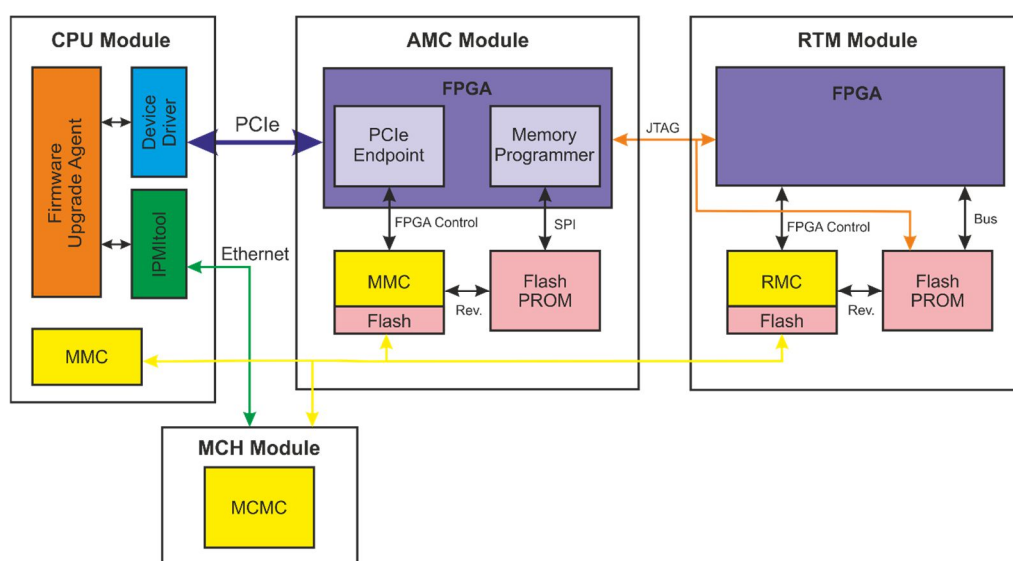 CPU Module
Firmware
Upgrade Agent
Device
Driver
IPMItool
MMC
PCIe
Ethernet
AMC Module
FPGA
PCIe
Endpoint
Memory
Programmer
FPGA Control
SPI
MMC
Flash
Rev.
Flash
PROM
JTAG
RTM Module
FPGA
FPGA Control
Bus
RMC
Flash
Rev.
Flash
PROM
MCH Module
MCMC